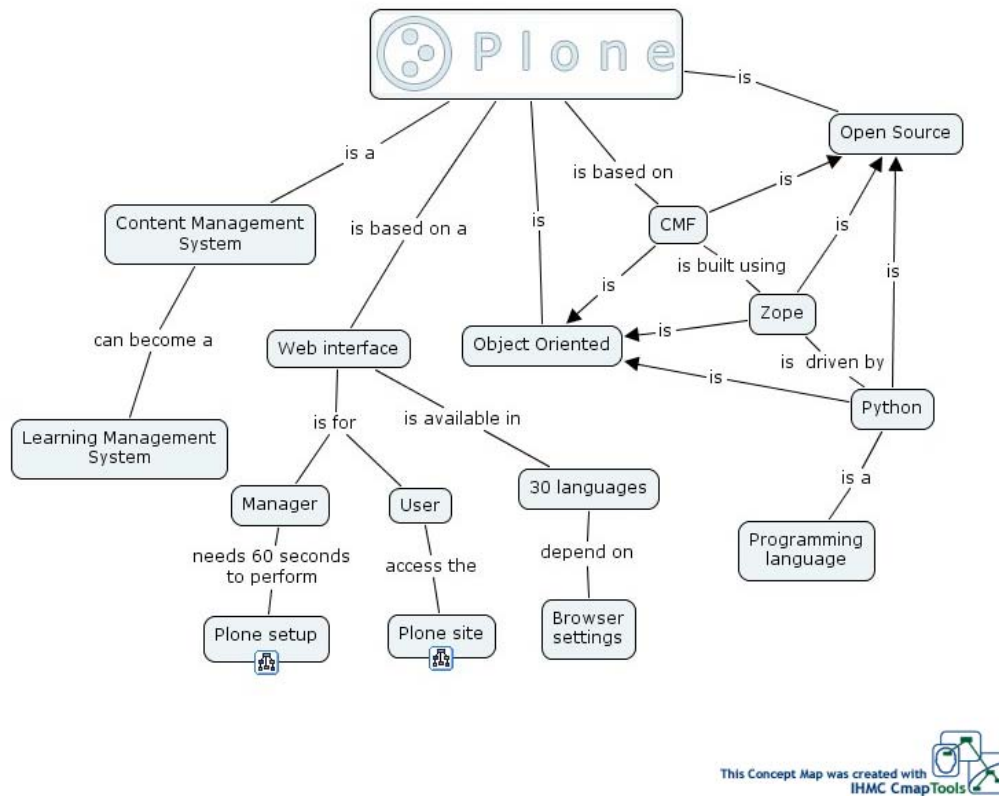 Plone
is
Open Source
is a
is based on
is
Content Management
System
is based on a
is
CMF
is
is built using
is
is
Zope
can become a
Web interface
Object Oriented
is
is driven by
is
Python
Learning Management
System
is for
is available in
is a
Manager
User
30 languages
Programming
language
needs 60 seconds
to perform
access the
depend on
Plone setup
Plone site
Browser
settings
This Concept Map was created with
IHMC CmapTools